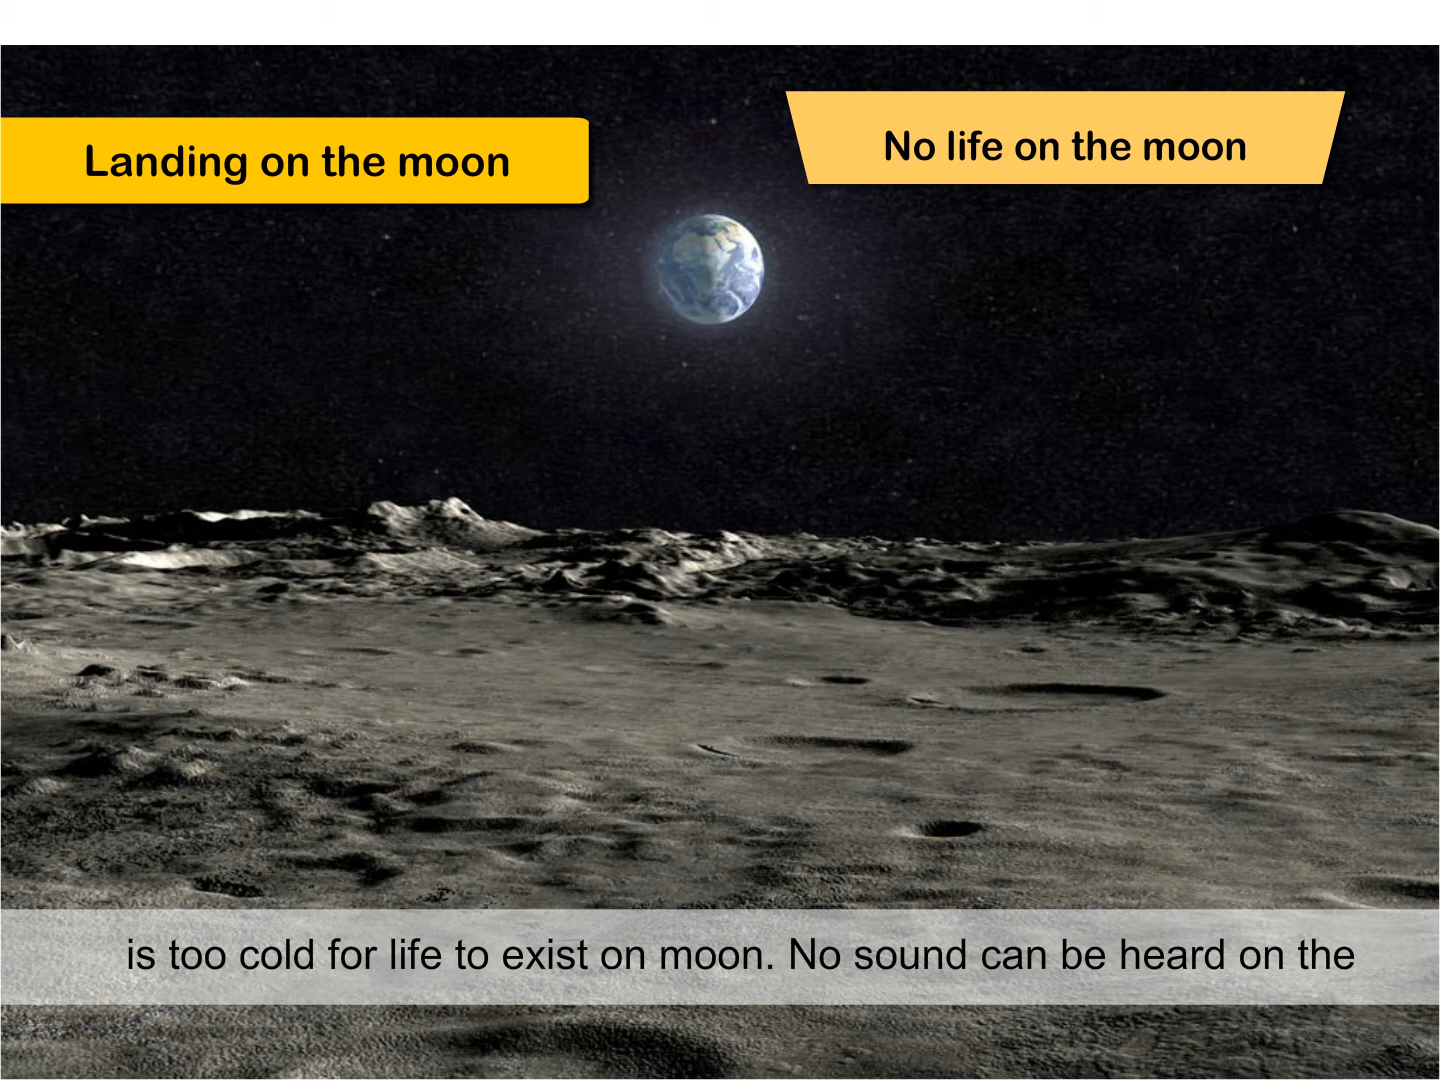 Landing on the moon
No life on the moon
is too cold for life to exist on moon. No sound can be heard on the